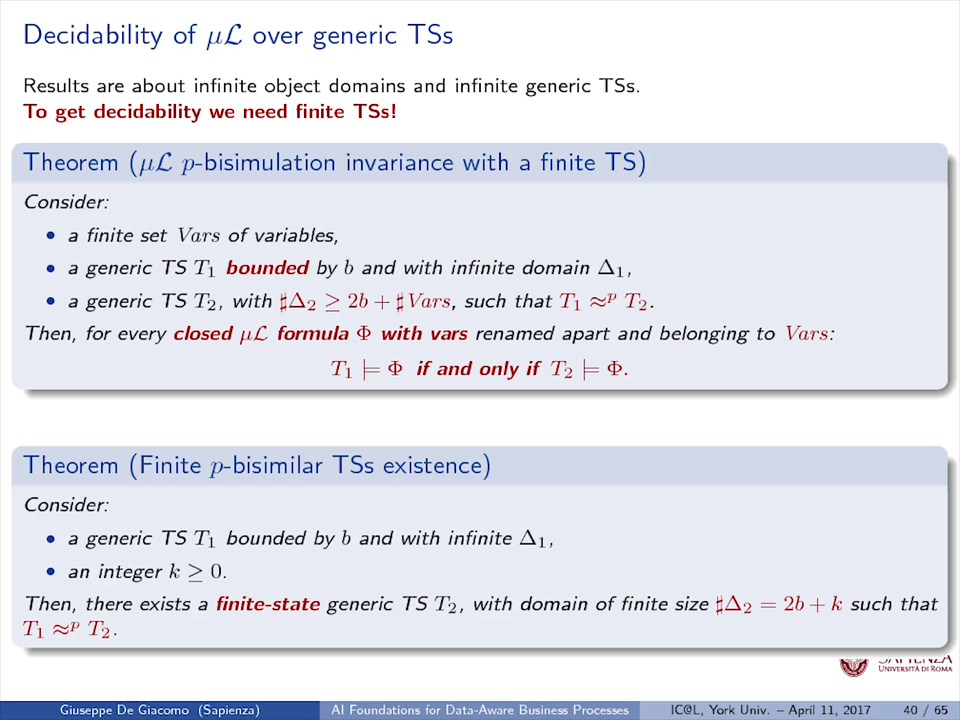 Decidability of μℒ over generic TSs
Results are about infinite object domains and infinite generic TSs.
To get decidability we need finite TSs!
Theorem (μℒ p-bisimulation invariance with a finite TS)
Consider:
• a finite set Vars of variables,
• a generic TS T₁ bounded by b and with infinite domain Δ₁,
• a generic TS T₂, with ♯Δ₂ ≥ 2b + ♯Vars, such that T₁ ≈ᵖ T₂.
Then, for every closed μℒ formula Φ with vars renamed apart and belonging to Vars:
T₁ ⊨ Φ if and only if T₂ ⊨ Φ.
Theorem (Finite p-bisimilar TSs existence)
Consider:
• a generic TS T₁ bounded by b and with infinite Δ₁,
• an integer k ≥ 0.
Then, there exists a finite-state generic TS T₂, with domain of finite size ♯Δ₂ = 2b + k such that
T₁ ≈ᵖ T₂.
SAPIENZA
UNIVERSITÀ DI ROMA
Giuseppe De Giacomo (Sapienza) AI Foundations for Data-Aware Business Processes IC@L, York Univ. – April 11, 2017 40 / 65